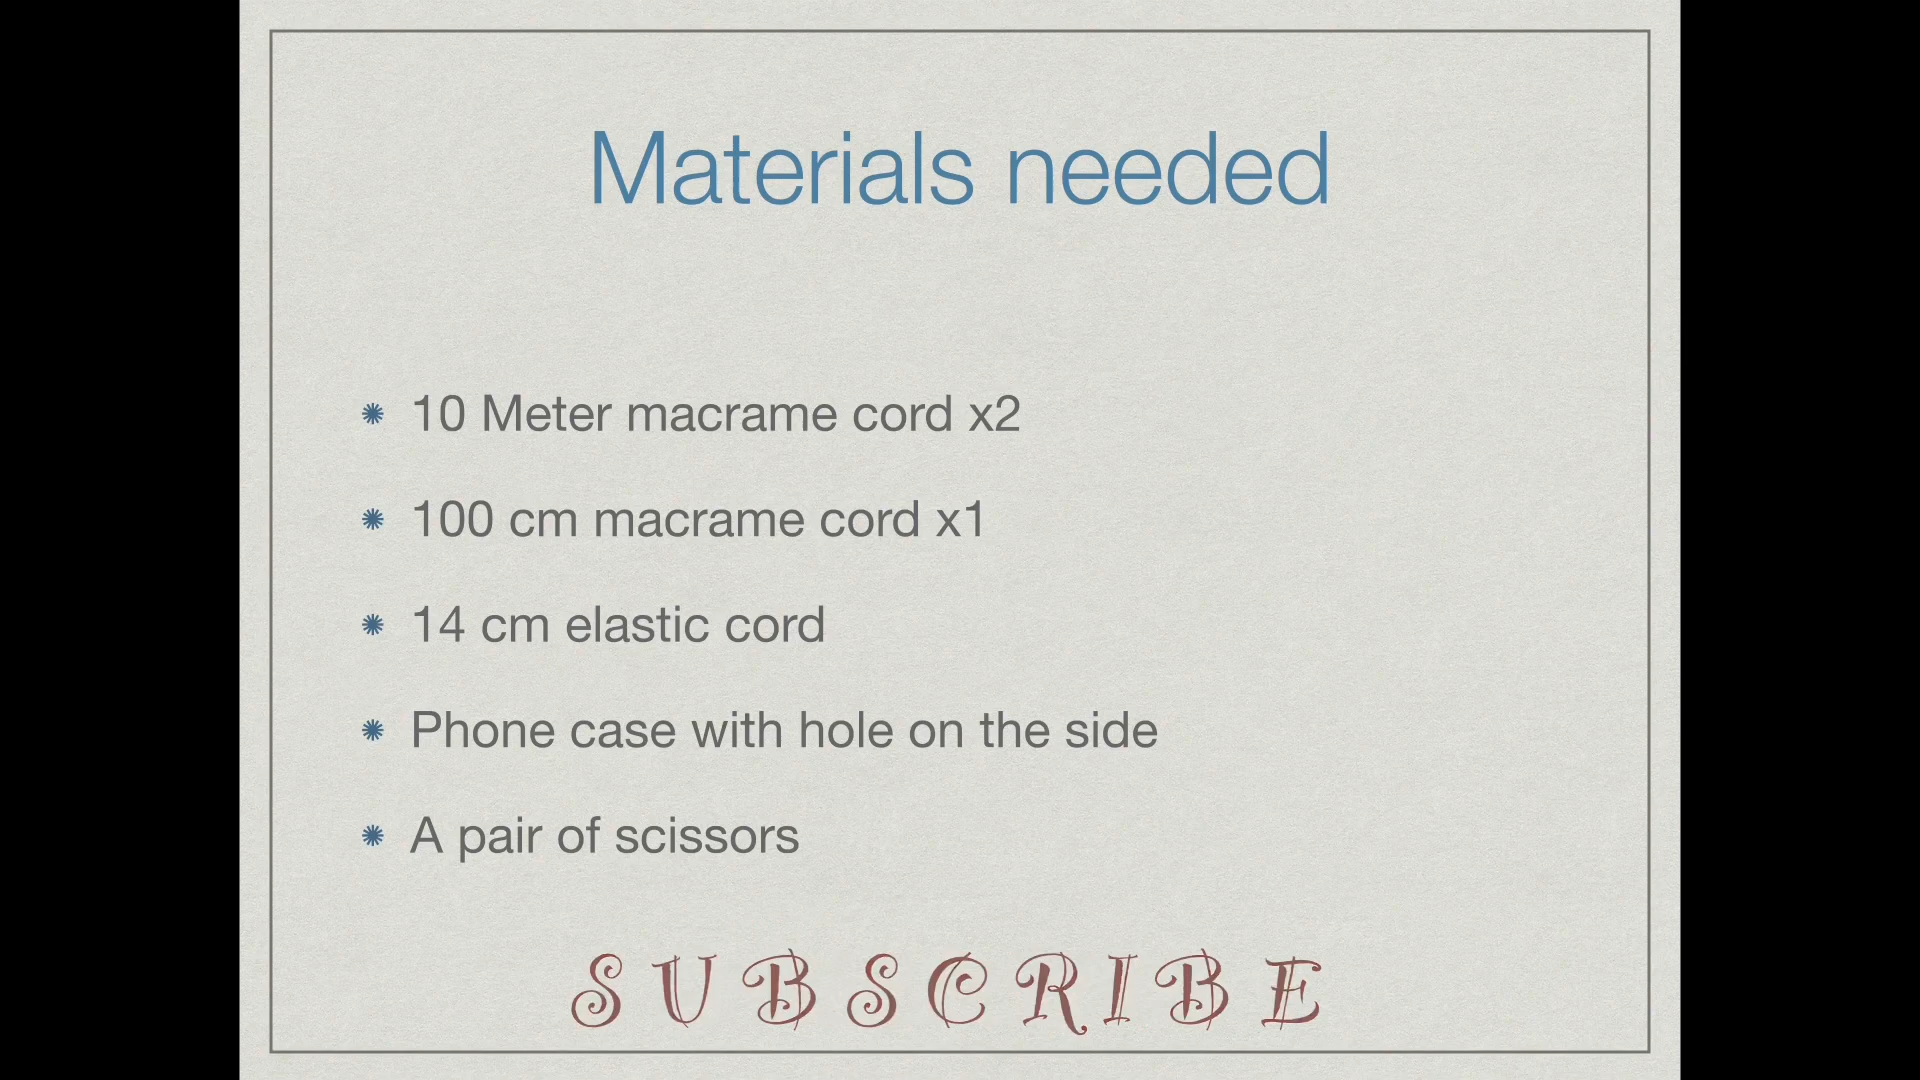 Materials needed
10 Meter macrame cord x2
100 cm macrame cord x1
14 cm elastic cord
Phone case with hole on the side
A pair of scissors
SUBSCRIBE